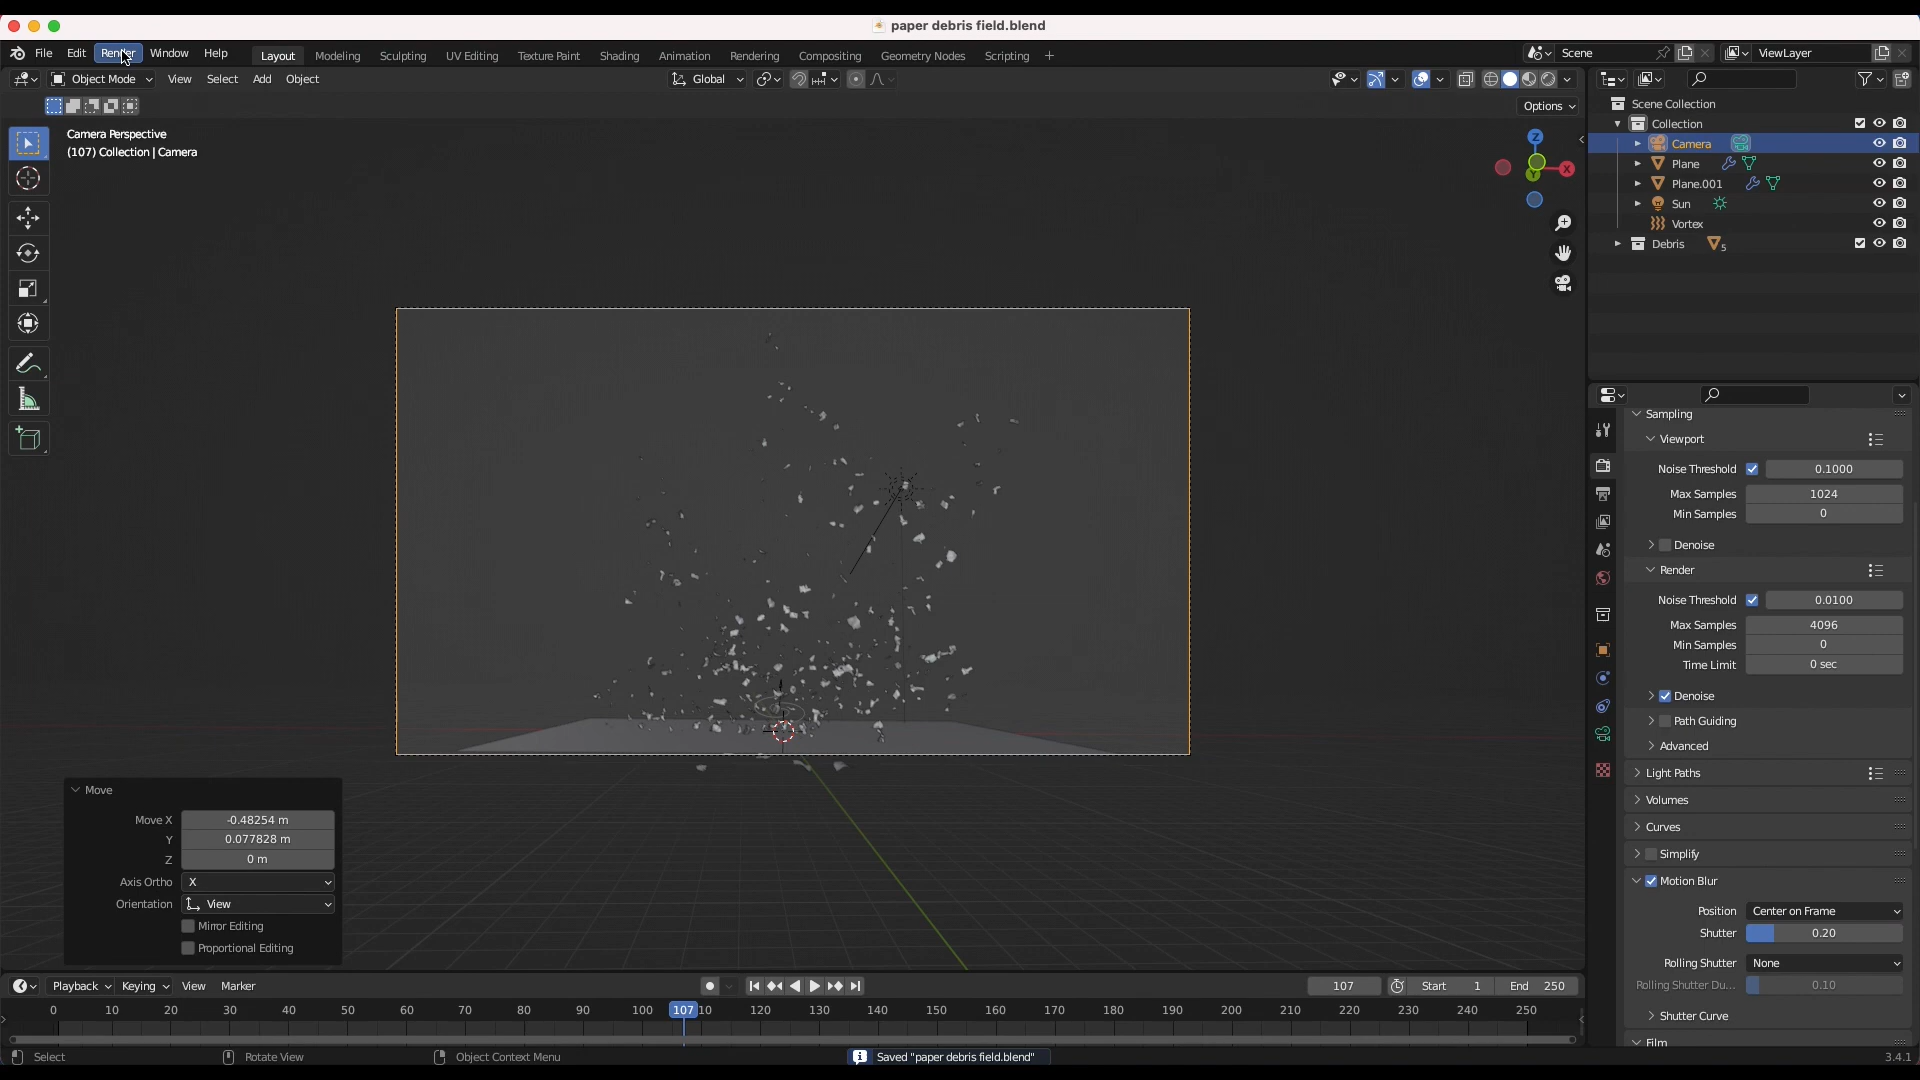 paper debris field.blend
File Edit Render Window Help Layout Modeling Sculpting UV Editing Texture Paint Shading Animation Rendering Compositing Geometry Nodes Scripting + Scene ViewLayer
Object Mode View Select Add Object Global
Options
Camera Perspective
(107) Collection | Camera
Z
X
Y
Scene Collection
Collection
Camera
Plane
Plane.001
Sun
Vortex
Debris 5
Sampling
Viewport
Noise Threshold 0.1000
Max Samples 1024
Min Samples 0
Denoise
Render
Noise Threshold 0.0100
Max Samples 4096
Min Samples 0
Time Limit 0 sec
Denoise
Path Guiding
Advanced
Light Paths
Volumes
Curves
Simplify
Motion Blur
Position Center on Frame
Shutter 0.20
Rolling Shutter None
Rolling Shutter Du... 0.10
Shutter Curve
Film
Move
Move X -0.48254 m
Y 0.077828 m
Z 0 m
Axis Ortho X
Orientation View
Mirror Editing
Proportional Editing
Playback Keying View Marker 107 Start 1 End 250
0 10 20 30 40 50 60 70 80 90 100 107 10 120 130 140 150 160 170 180 190 200 210 220 230 240 250
Select Rotate View Object Context Menu Saved "paper debris field.blend" 3.4.1